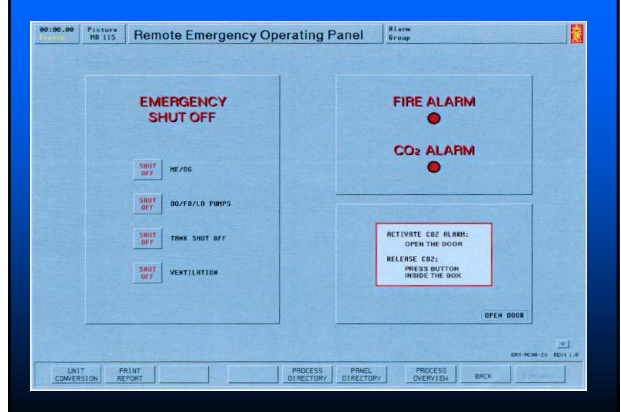 00:00.00
Freeze
Picture
MD 115
Remote Emergency Operating Panel
Alarm
Group
EMERGENCY
SHUT OFF
SHUT
OFF
ME/DG
SHUT
OFF
DO/FO/LO PUMPS
SHUT
OFF
TANK SHUT OFF
SHUT
OFF
VENTILATION
FIRE ALARM
CO2 ALARM
ACTIVATE CO2 ALARM:
OPEN THE DOOR
RELEASE CO2:
PRESS BUTTON
INSIDE THE BOX
OPEN DOOR
UNIT
CONVERSION
PRINT
REPORT
PROCESS
DIRECTORY
PANEL
DIRECTORY
PROCESS
OVERVIEW
BACK